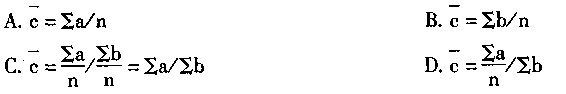 A. c̄ = Σa/n B. c̄ = Σb/n
C. c̄ = Σa/n / Σb/n = Σa/Σb D. c̄ = Σa/n /Σb